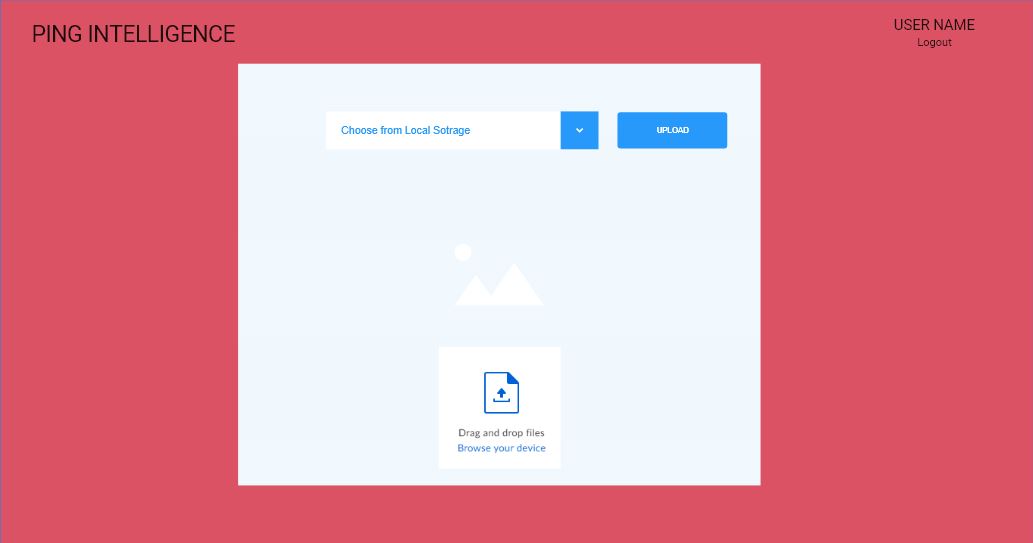 PING INTELLIGENCE
USER NAME
Logout
Choose from Local Sotrage
UPLOAD
Drag and drop files
Browse your device